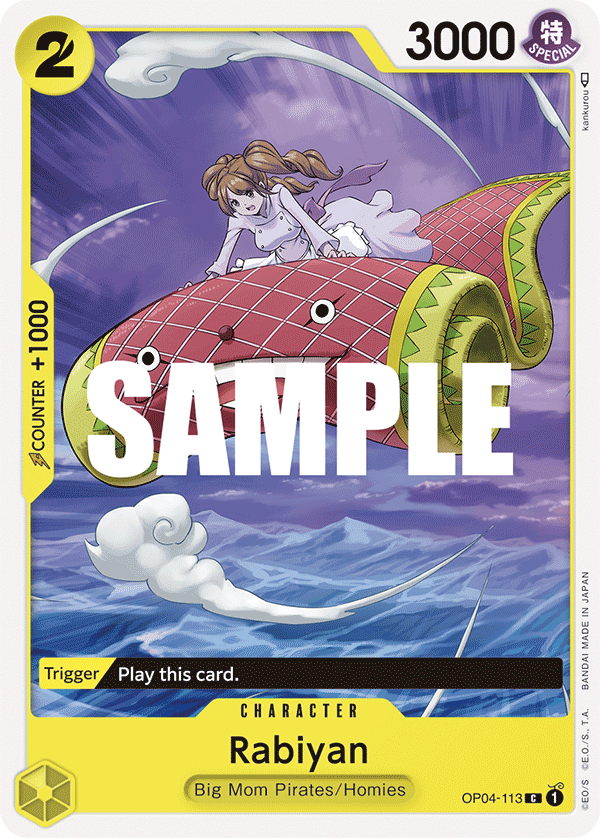 2
3000
特
SPECIAL
kankurou
COUNTER +1000
SAMPLE
Trigger Play this card.
CHARACTER
Rabiyan
Big Mom Pirates/Homies
OP04-113 C 1
©EO/S ©E.O./S., T.A. BANDAI MADE IN JAPAN